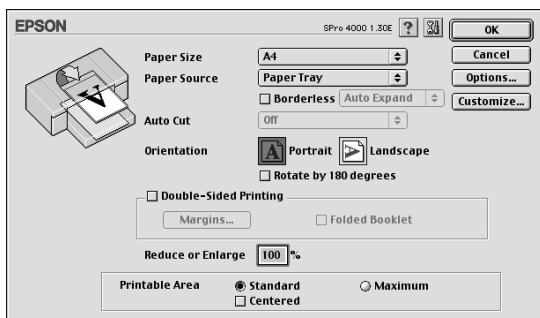 EPSON
SPro 4000 1.30E ? OK
Paper Size A4 Cancel
Paper Source Paper Tray Options...
Borderless Auto Expand Customize...
Auto Cut Off
Orientation A Portrait A Landscape
Rotate by 180 degrees
Double-Sided Printing
Margins... Folded Booklet
Reduce or Enlarge 100 %
Printable Area Standard Maximum
Centered
A